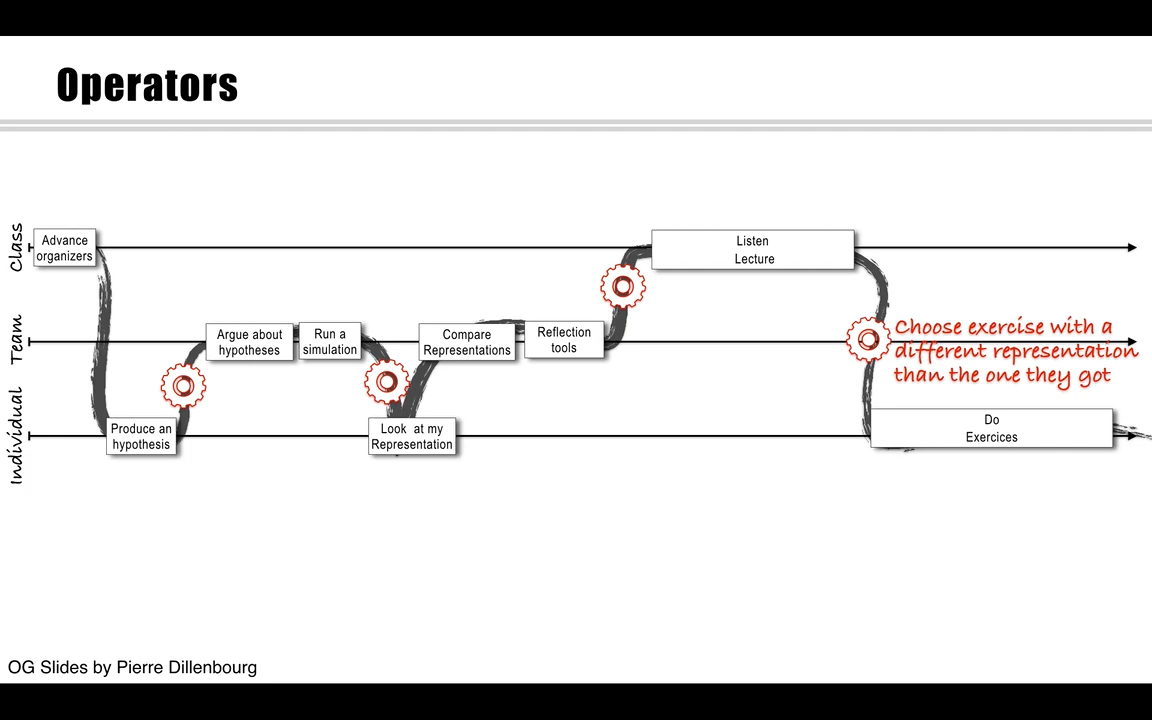 Operators
Class
Advance
organizers
Listen
Lecture
Team
Argue about
hypotheses
Run a
simulation
Compare
Representations
Reflection
tools
Choose exercise with a
different representation
than the one they got
Individual
Produce an
hypothesis
Look at my
Representation
Do
Exercices
OG Slides by Pierre Dillenbourg